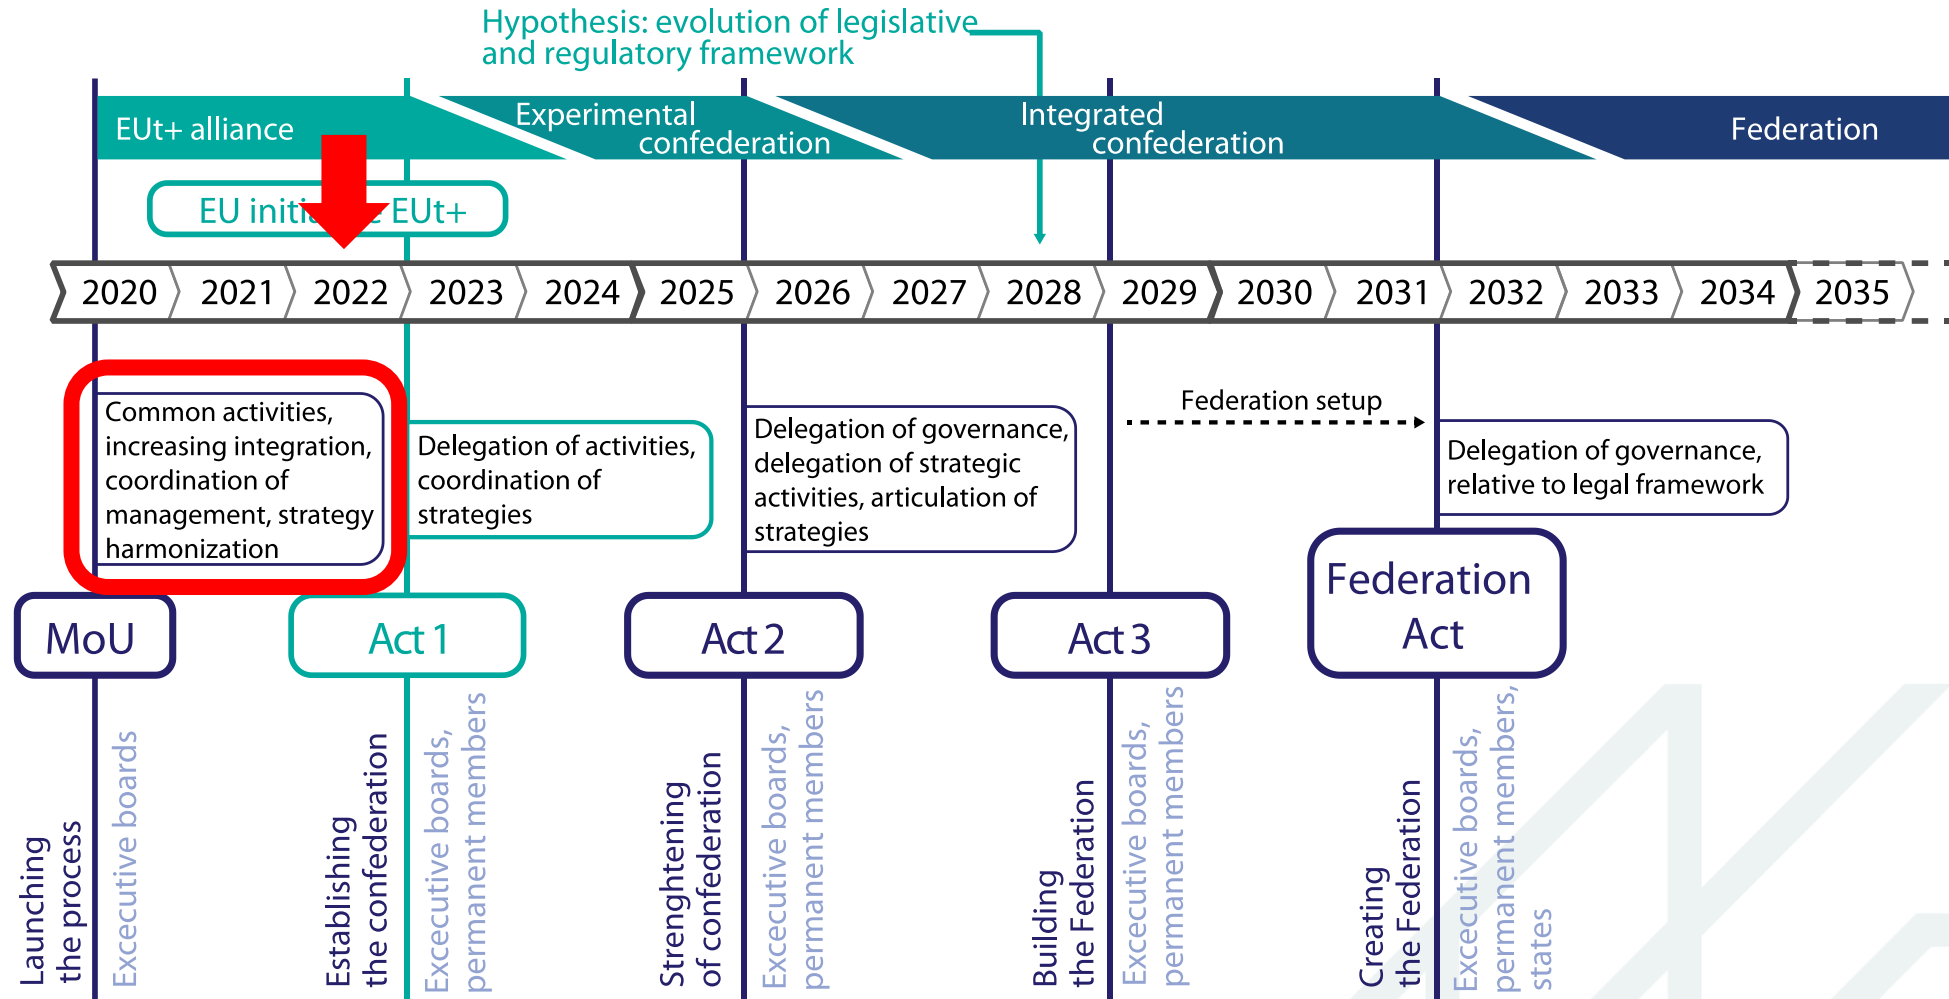 Hypothesis: evolution of legislative
and regulatory framework
EUt+ alliance
Experimental
confederation
Integrated
confederation
Federation
EU initia e EUt+
2020
2021
2022
2023
2024
2025
2026
2027
2028
2029
2030
2031
2032
2033
2034
2035
Common activities,
increasing integration,
coordination of
management, strategy
harmonization
Delegation of activities,
coordination of
strategies
Delegation of governance,
delegation of strategic
activities, articulation of
strategies
Federation setup
Delegation of governance,
relative to legal framework
MoU
Act 1
Act 2
Act 3
Federation
Act
Launching
the process
Excecutive boards
Establishing
the confederation
Excecutive boards,
permanent members
Strenghtening
of confederation
Excecutive boards,
permanent members
Building
the Federation
Excecutive boards,
permanent members
Creating
the Federation
Excecutive boards,
permanent members,
states